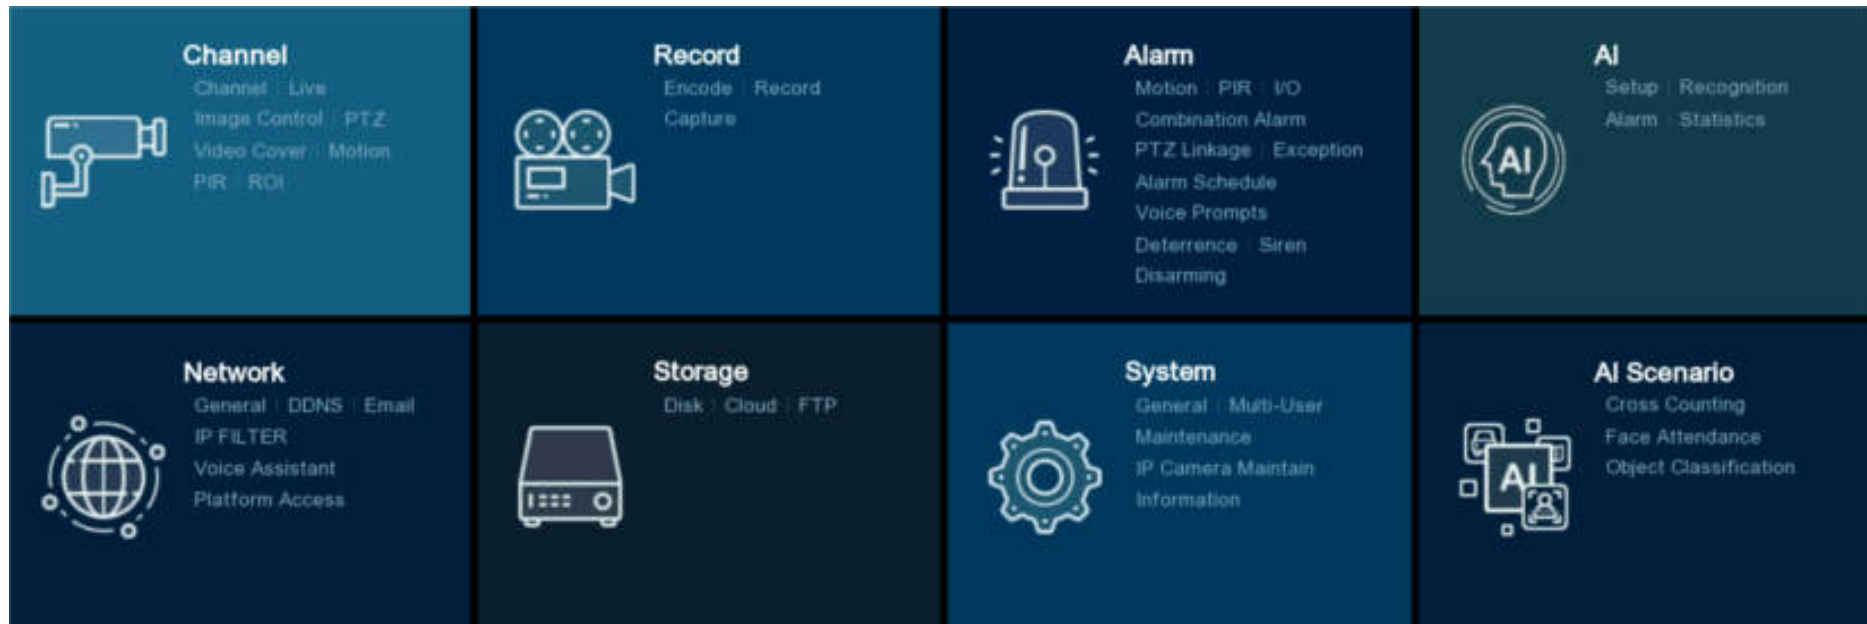 Channel
Channel | Live
Image Control | PTZ
Video Cover | Motion
PIR | ROI
Record
Encode | Record
Capture
Alarm
Motion | PIR | I/O
Combination Alarm
PTZ Linkage | Exception
Alarm Schedule
Voice Prompts
Deterrence | Siren
Disarming
AI
Setup | Recognition
Alarm | Statistics
AI
Network
General | DDNS | Email
IP FILTER
Voice Assistant
Platform Access
Storage
Disk | Cloud | FTP
System
General | Multi-User
Maintenance
IP Camera Maintain
Information
AI Scenario
Cross Counting
Face Attendance
Object Classification
AI